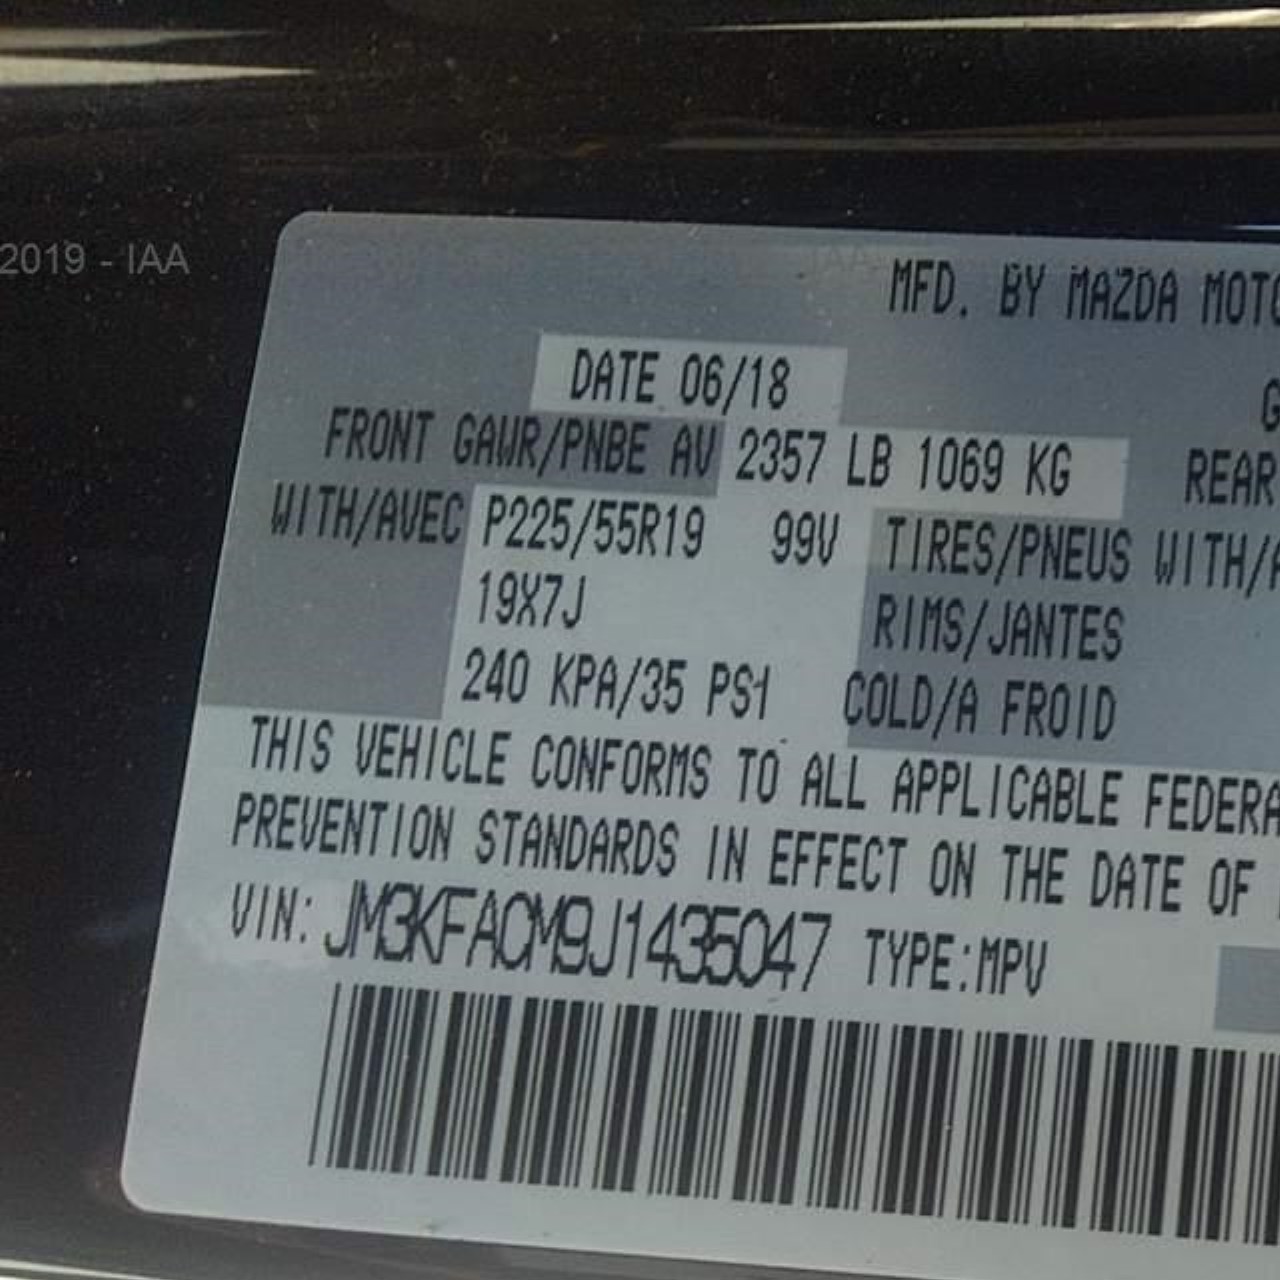 2019 - IAA
MFD. BY MAZDA
DATE 06/18
FRONT GAWR/PNBE AV 2357 LB 1069 KG REAR
WITH/AVEC P225/55R19 99V TIRES/PNEUS WITH/
19X7J RIMS/JANTES
240 KPA/35 PSI COLD/A FROID
THIS VEHICLE CONFORMS TO ALL APPLICABLE
PREVENTION STANDARDS IN EFFECT ON THE DATE OF
VIN: JM3KFACM9J1435047 TYPE:MPV